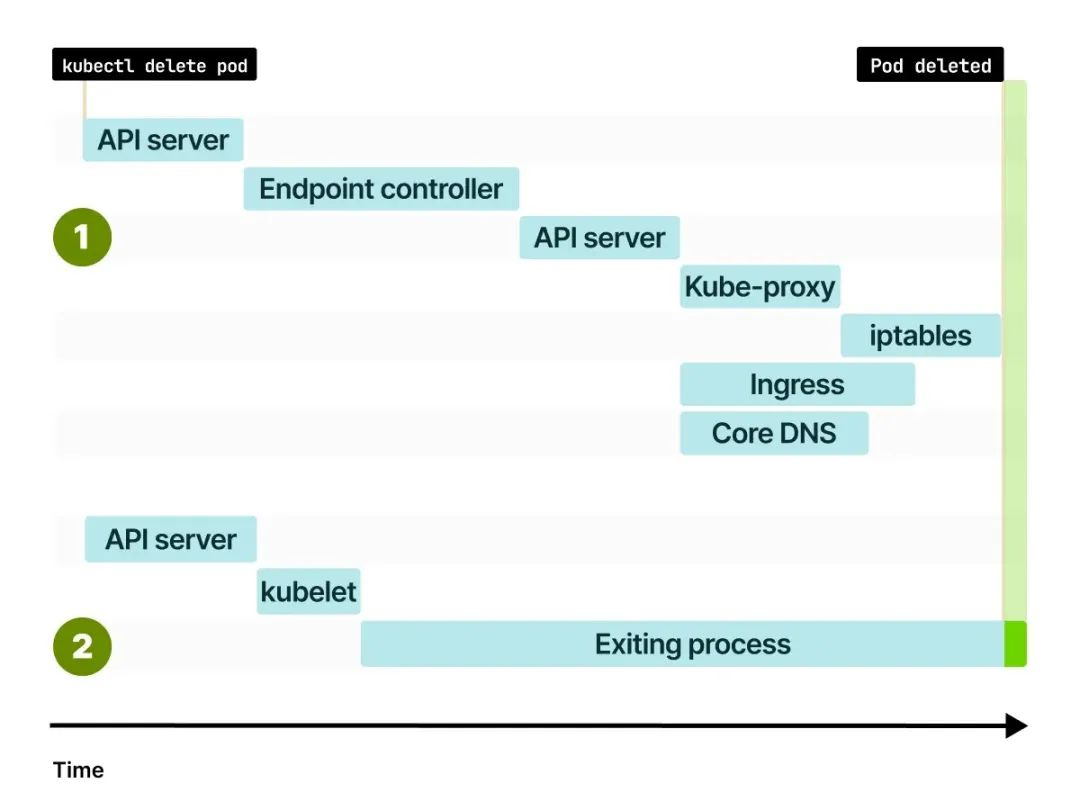 kubectl delete pod
Pod deleted
API server
Endpoint controller
1
API server
Kube-proxy
iptables
Ingress
Core DNS
API server
kubelet
2
Exiting process
Time